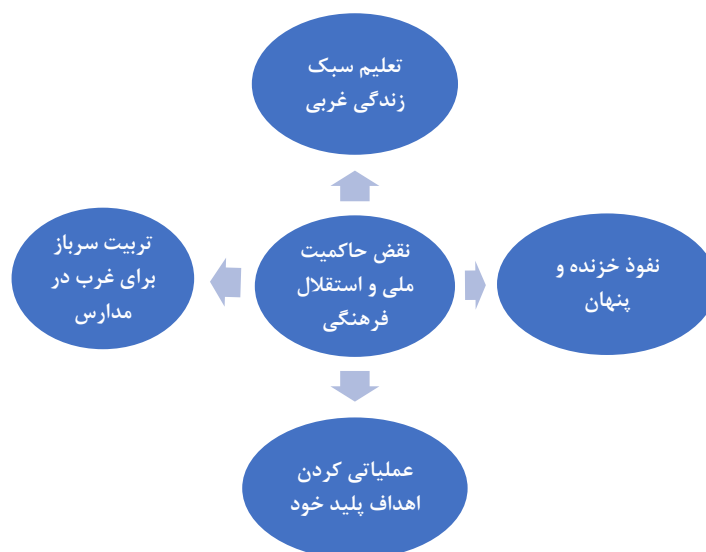 تعلیم سبک
زندگی غربی
تربیت سرباز
برای غرب در
مدارس
نقض حاکمیت
ملی و استقلال
فرهنگی
نفوذ خزنده و
پنهان
عملیاتی کردن
اهداف پلید خود